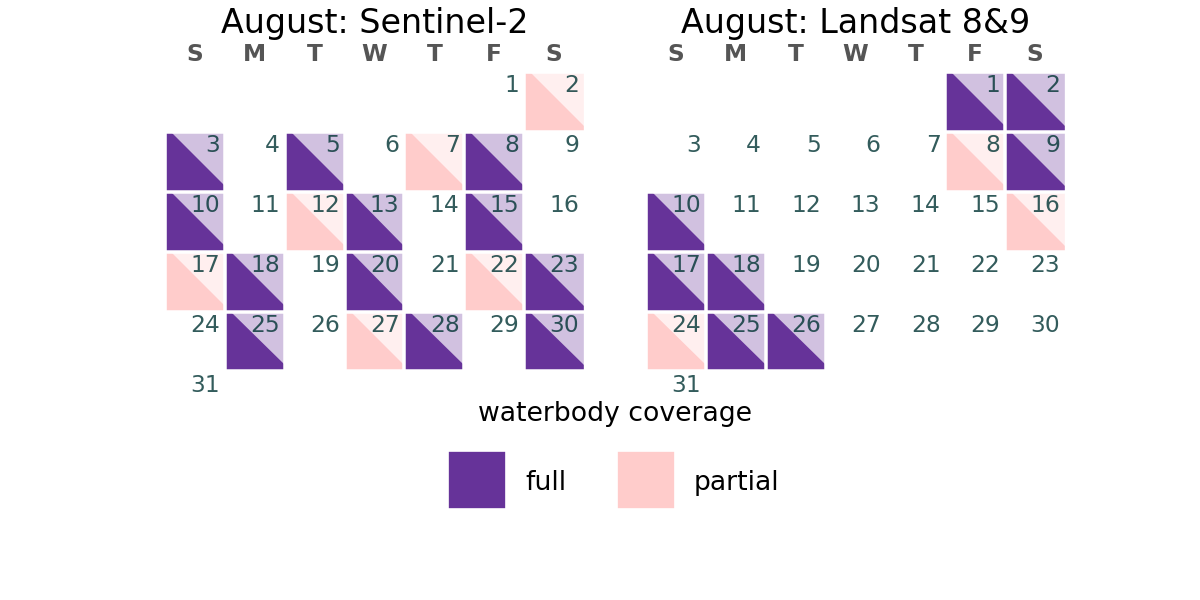 August: Sentinel-2
S M T W T F S
1 2
3 4 5 6 7 8 9
10 11 12 13 14 15 16
17 18 19 20 21 22 23
24 25 26 27 28 29 30
31
August: Landsat 8&9
S M T W T F S
1 2
3 4 5 6 7 8 9
10 11 12 13 14 15 16
17 18 19 20 21 22 23
24 25 26 27 28 29 30
31
waterbody coverage
full partial